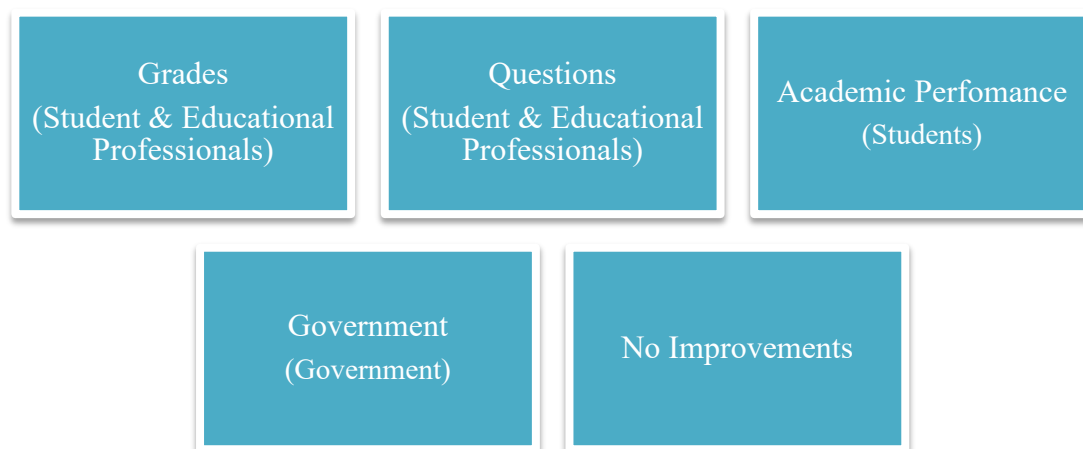 Grades
(Student & Educational
Professionals)
Questions
(Student & Educational
Professionals)
Academic Perfomance
(Students)
Government
(Government)
No Improvements